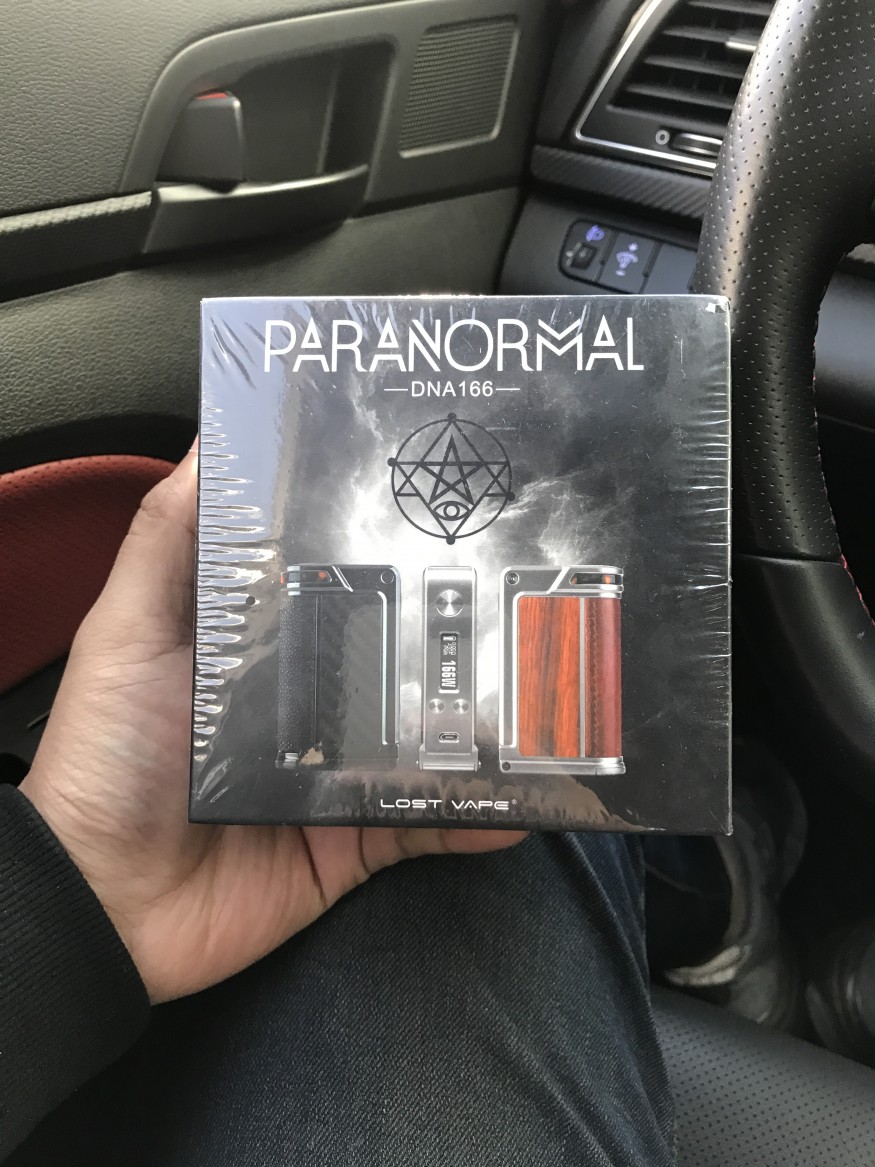 PARANORMAL
—DNA166—
166W
LOST VAPE®